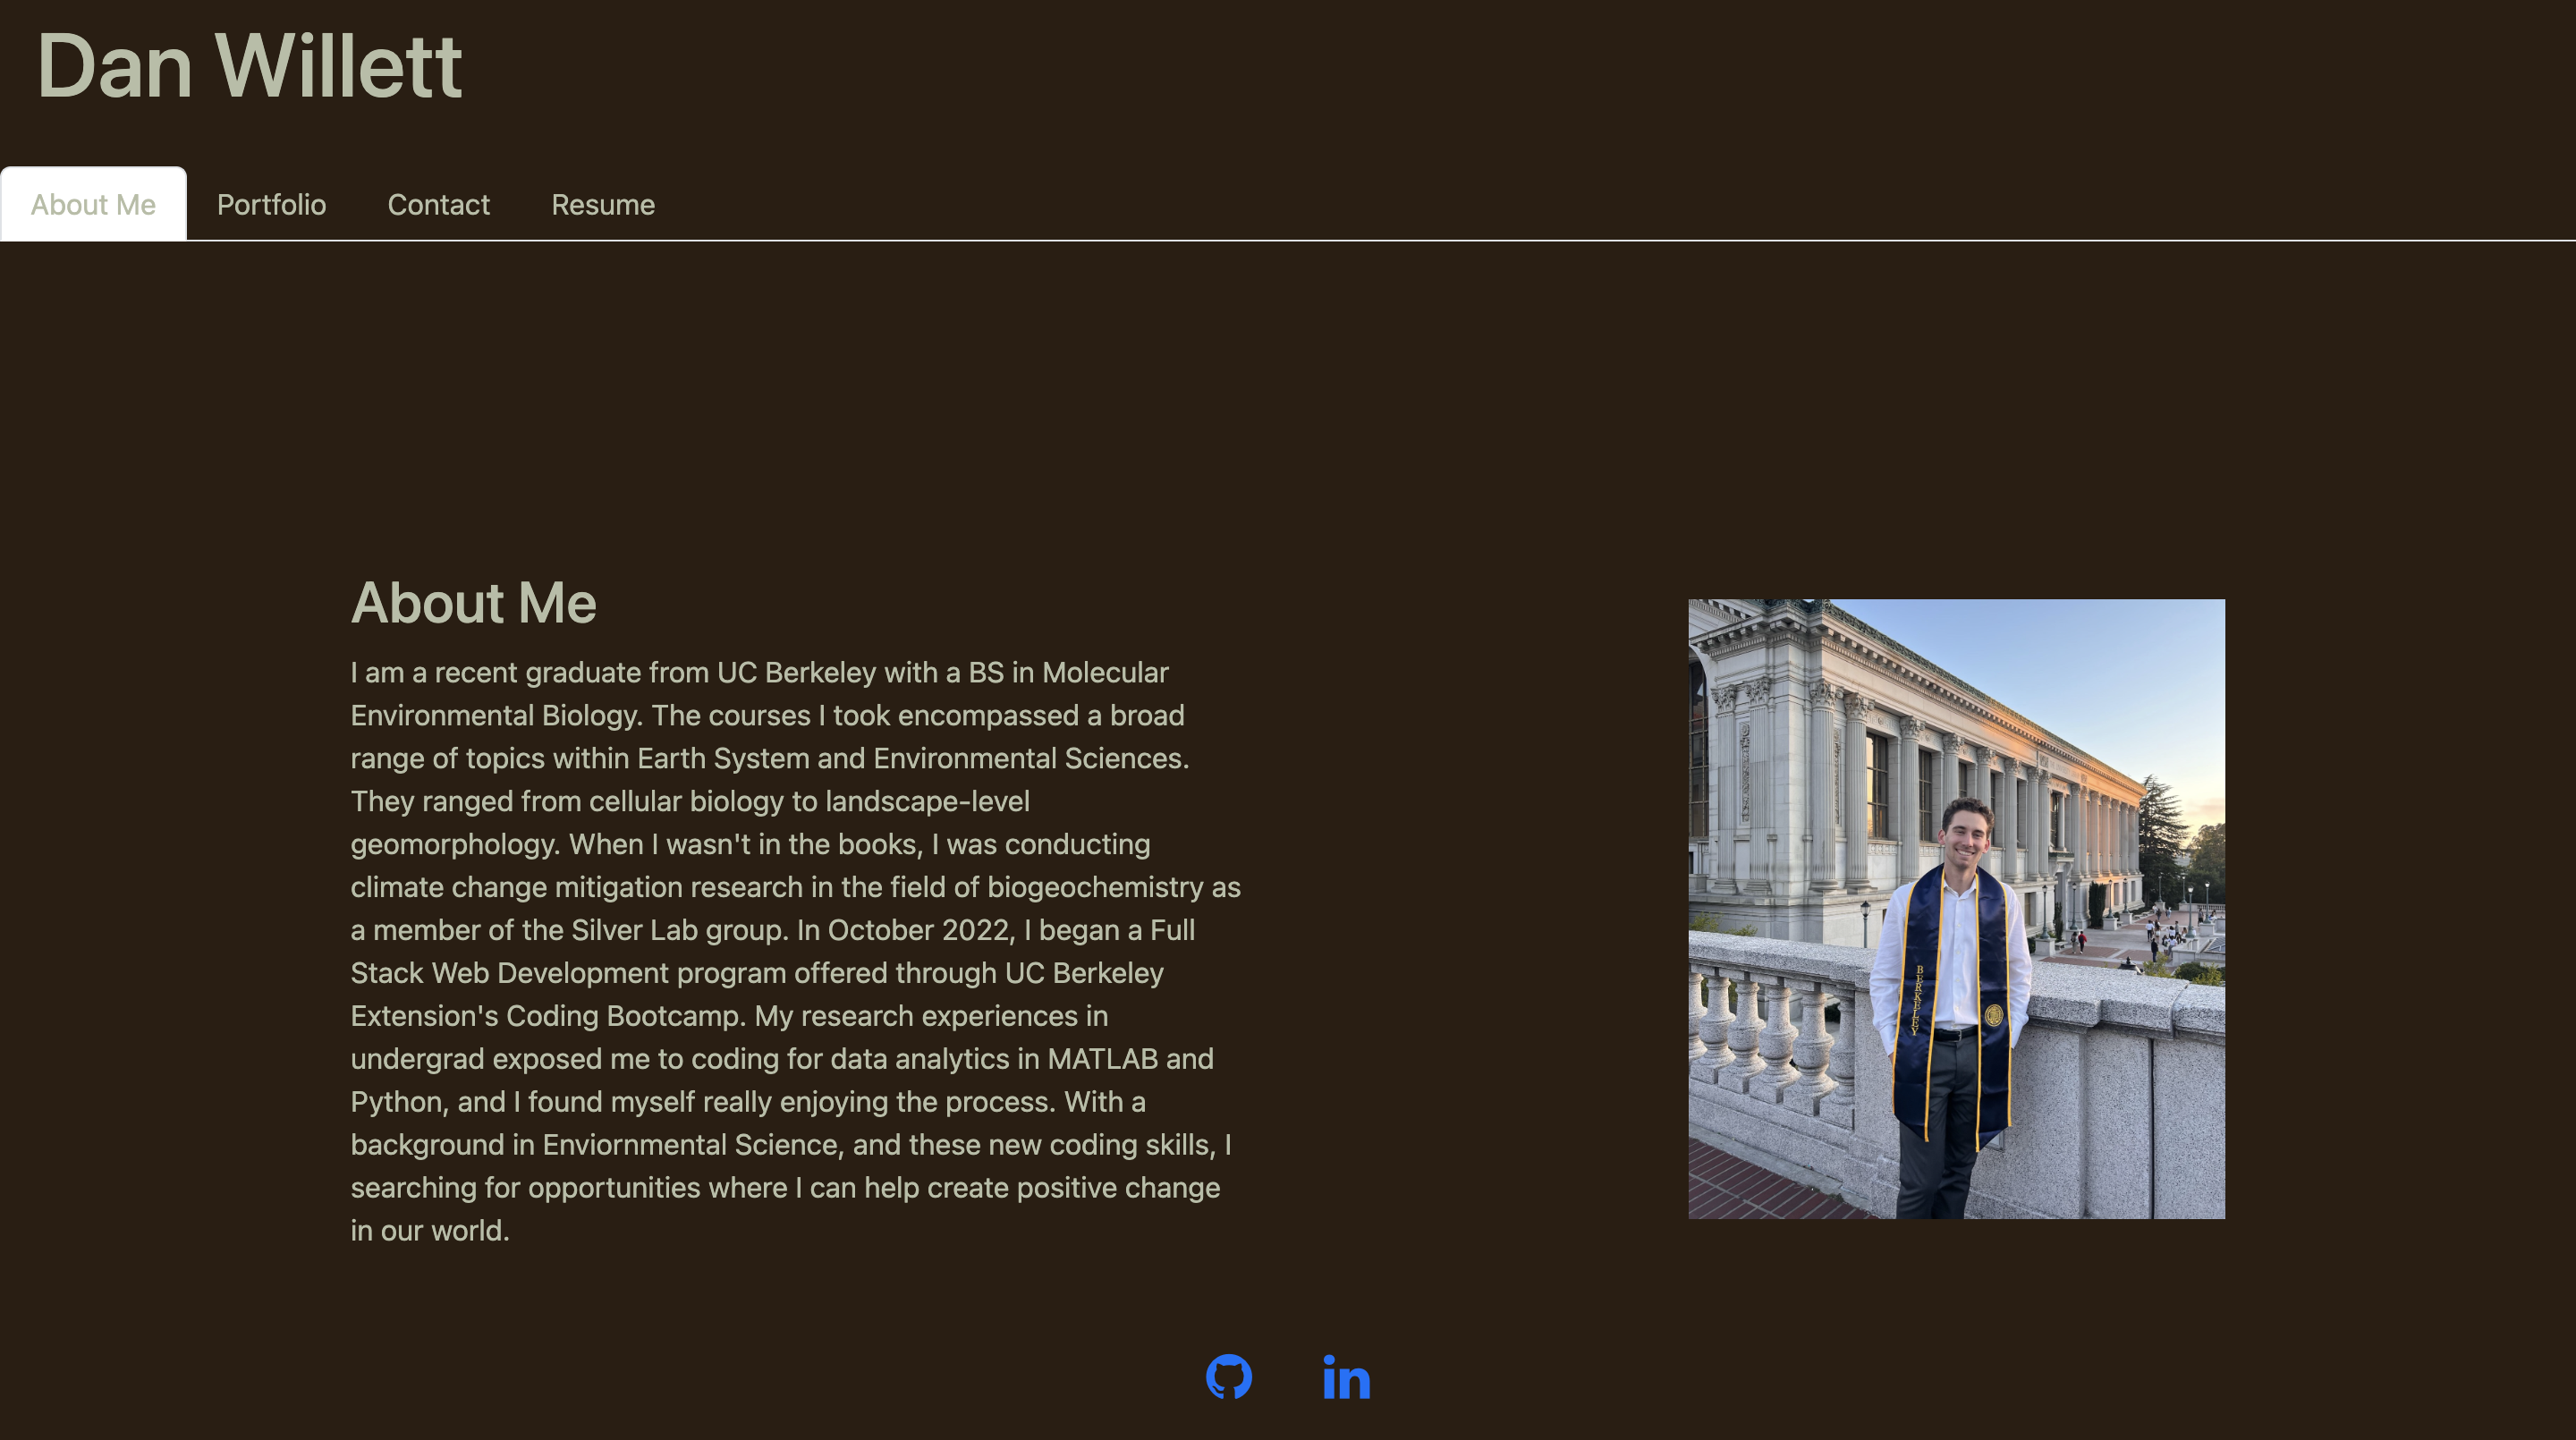 Dan Willett
About Me
Portfolio
Contact
Resume
About Me
I am a recent graduate from UC Berkeley with a BS in Molecular
Environmental Biology. The courses I took encompassed a broad
range of topics within Earth System and Environmental Sciences.
They ranged from cellular biology to landscape-level
geomorphology. When I wasn't in the books, I was conducting
climate change mitigation research in the field of biogeochemistry as
a member of the Silver Lab group. In October 2022, I began a Full
Stack Web Development program offered through UC Berkeley
Extension's Coding Bootcamp. My research experiences in
undergrad exposed me to coding for data analytics in MATLAB and
Python, and I found myself really enjoying the process. With a
background in Enviornmental Science, and these new coding skills, I
searching for opportunities where I can help create positive change
in our world.
BERKELEY
in